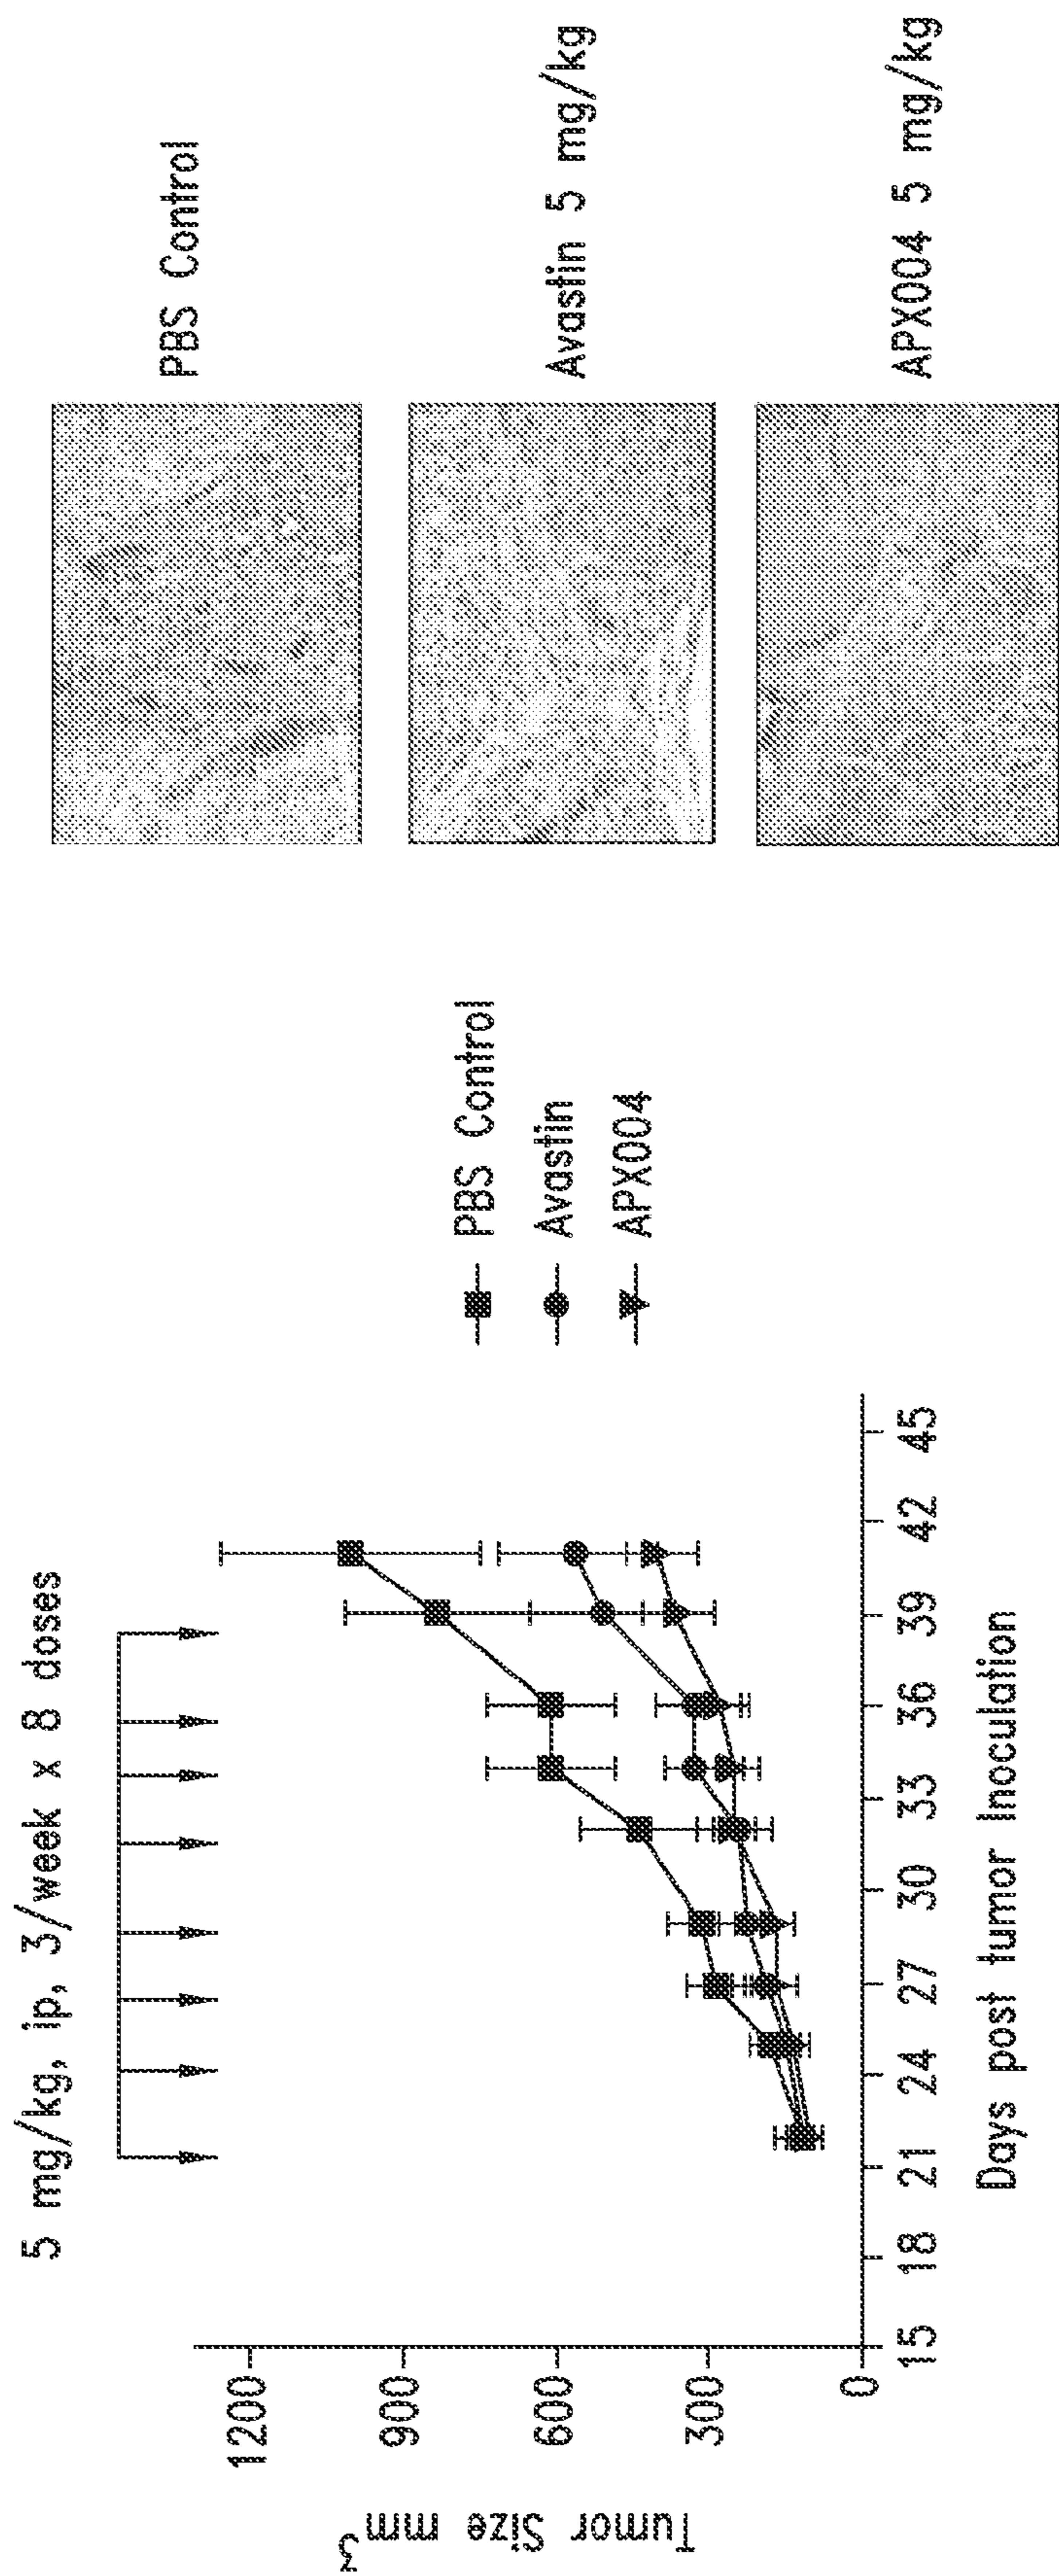 5 mg/kg, ip, 3/week x 8 doses
Tumor Size mm³
1200
900
600
300
0
15 18 21 24 27 30 33 36 39 42 45
Days post tumor Inoculation
PBS Control
Avastin
APX004
PBS Control
Avastin 5 mg/kg
APX004 5 mg/kg